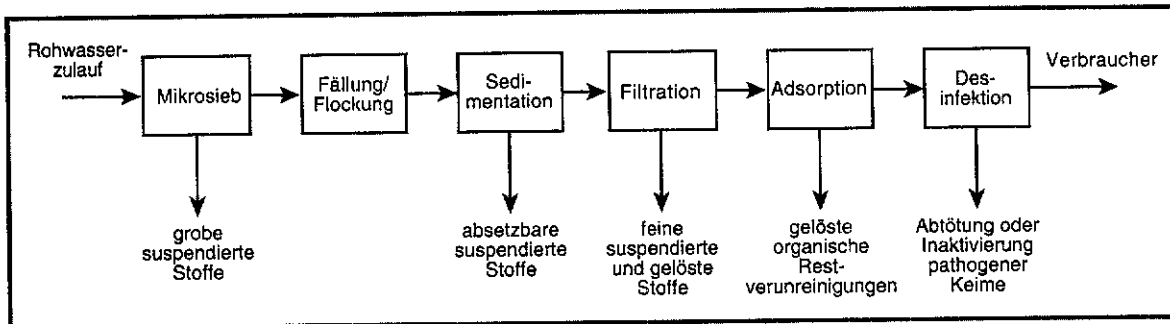 Rohwasser-
zulauf
Mikrosieb
Fällung/
Flockung
Sedi-
mentation
Filtration
Adsorption
Des-
infektion
Verbraucher
grobe
suspendierte
Stoffe
absetzbare
suspendierte
Stoffe
feine
suspendierte
und gelöste
Stoffe
gelöste
organische
Rest-
verunreinigungen
Abtötung oder
Inaktivierung
pathogener
Keime